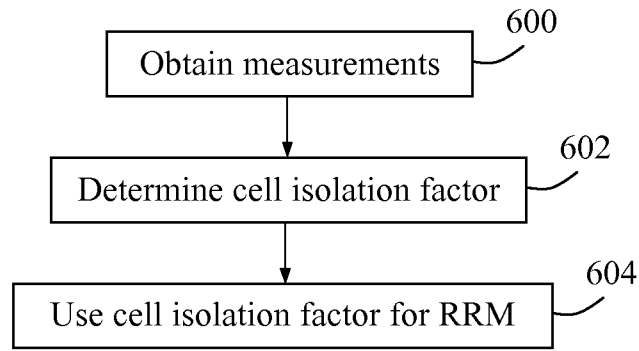 600
Obtain measurements
602
Determine cell isolation factor
604
Use cell isolation factor for RRM